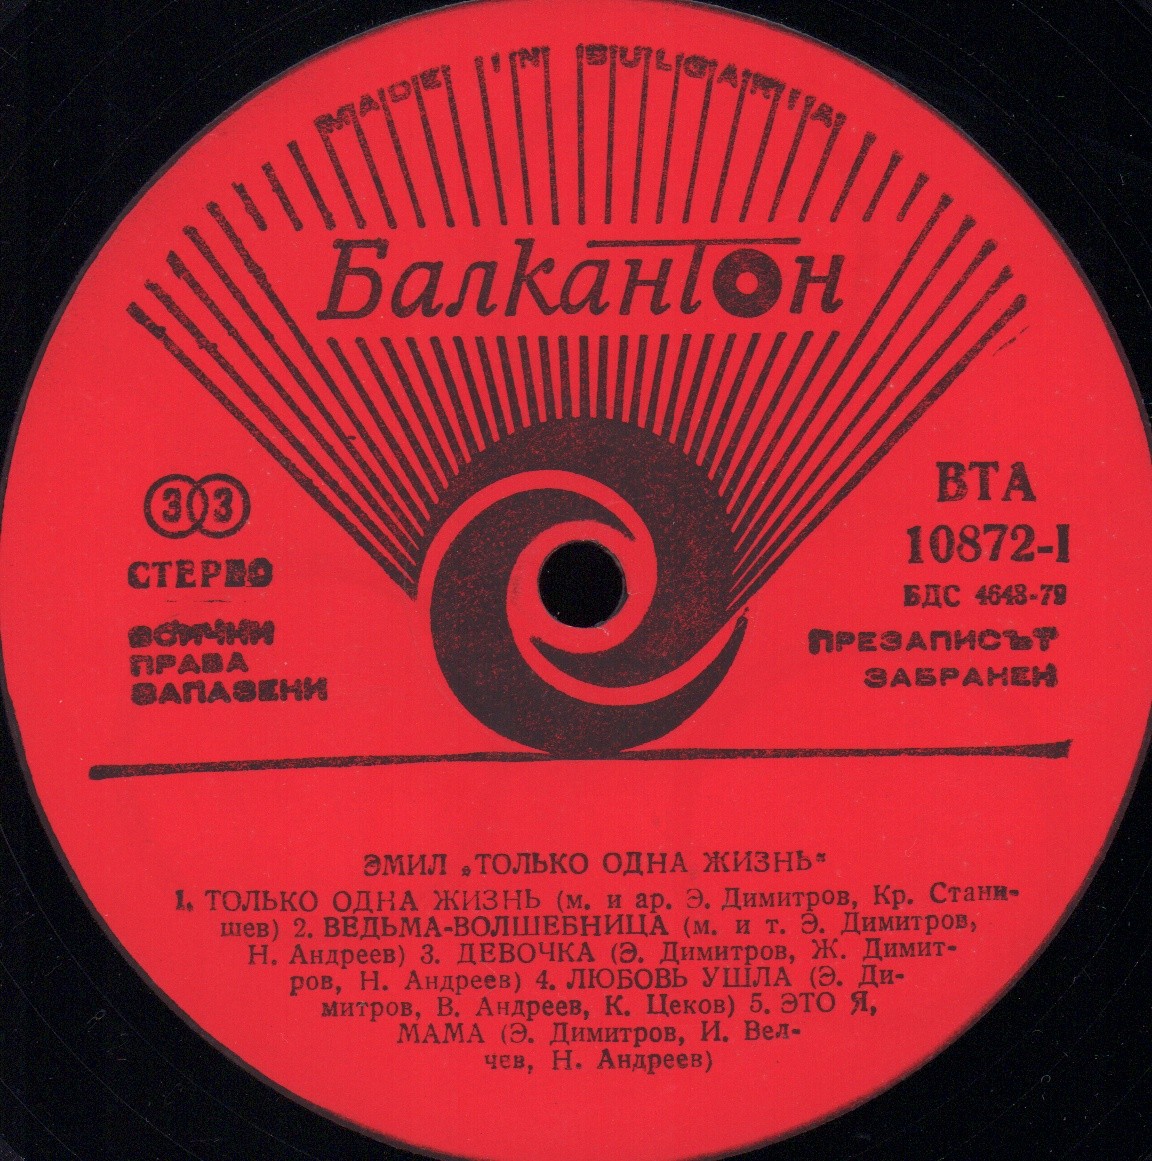 MADE IN BULGARIA
Балкантон
33
СТЕРЕО
ВСИЧКИ
ПРАВА
ЗАПАЗЕНИ
ВТА
10872-I
БДС 4648-79
ПРЕЗАПИСЪТ
ЗАБРАНЕН
ЭМИЛ „ТОЛЬКО ОДНА ЖИЗНЬ“
1. ТОЛЬКО ОДНА ЖИЗНЬ (м. и ар. Э. Димитров, Кр. Стани-
шев) 2. ВЕДЬМА-ВОЛШЕБНИЦА (м. и т. Э. Димитров,
Н. Андреев) 3. ДЕВОЧКА (Э. Димитров, Ж. Димит-
ров, Н. Андреев) 4. ЛЮБОВЬ УШЛА (Э. Ди-
митров, В. Андреев, К. Цеков) 5. ЭТО Я,
МАМА (Э. Димитров, И. Вел-
чев, Н. Андреев)